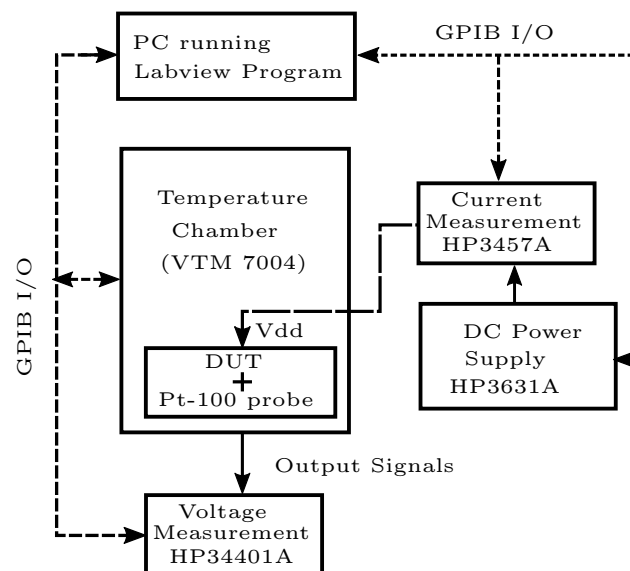 PC running
Labview Program
GPIB I/O
Temperature
Chamber
(VTM 7004)
Current
Measurement
HP3457A
GPIB I/O
Vdd
DC Power
Supply
HP3631A
DUT
+
Pt-100 probe
Output Signals
Voltage
Measurement
HP34401A